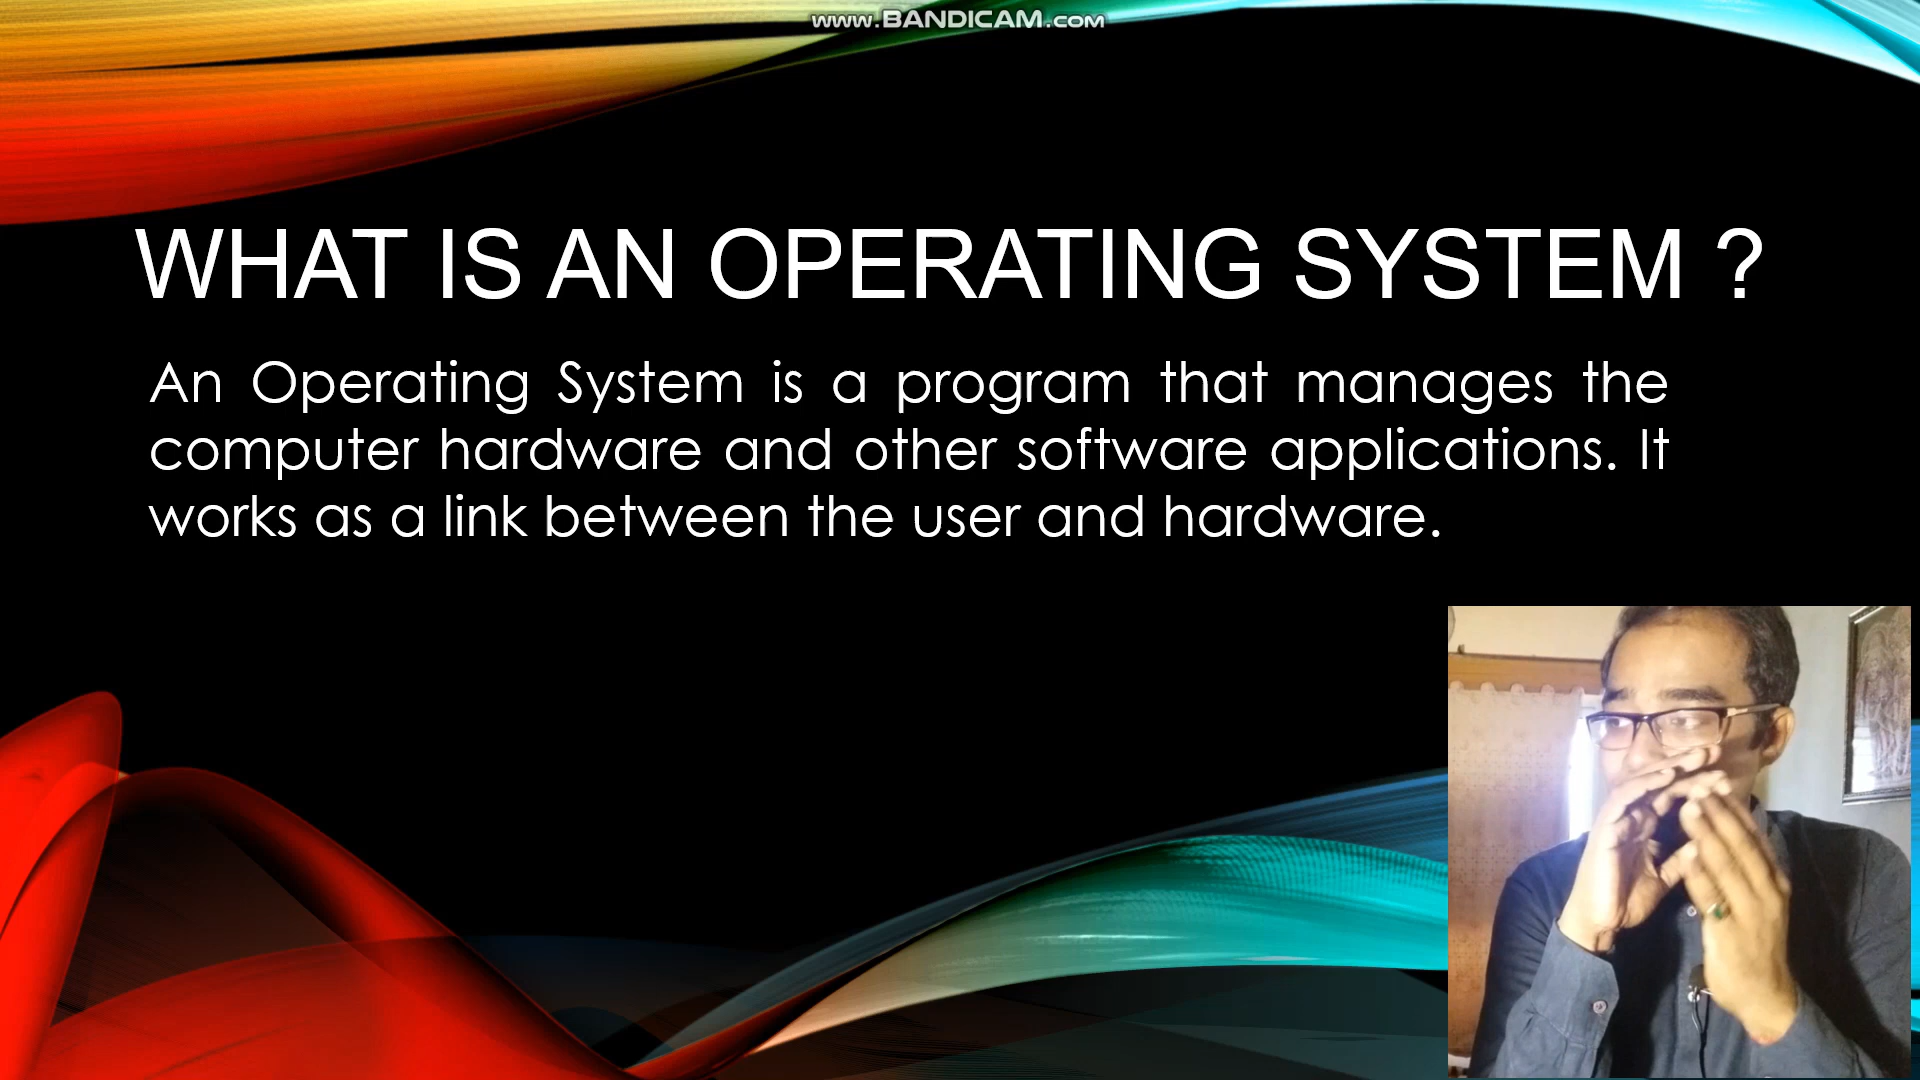 www.BANDICAM.com
WHAT IS AN OPERATING SYSTEM ?
An Operating System is a program that manages the
computer hardware and other software applications. It
works as a link between the user and hardware.